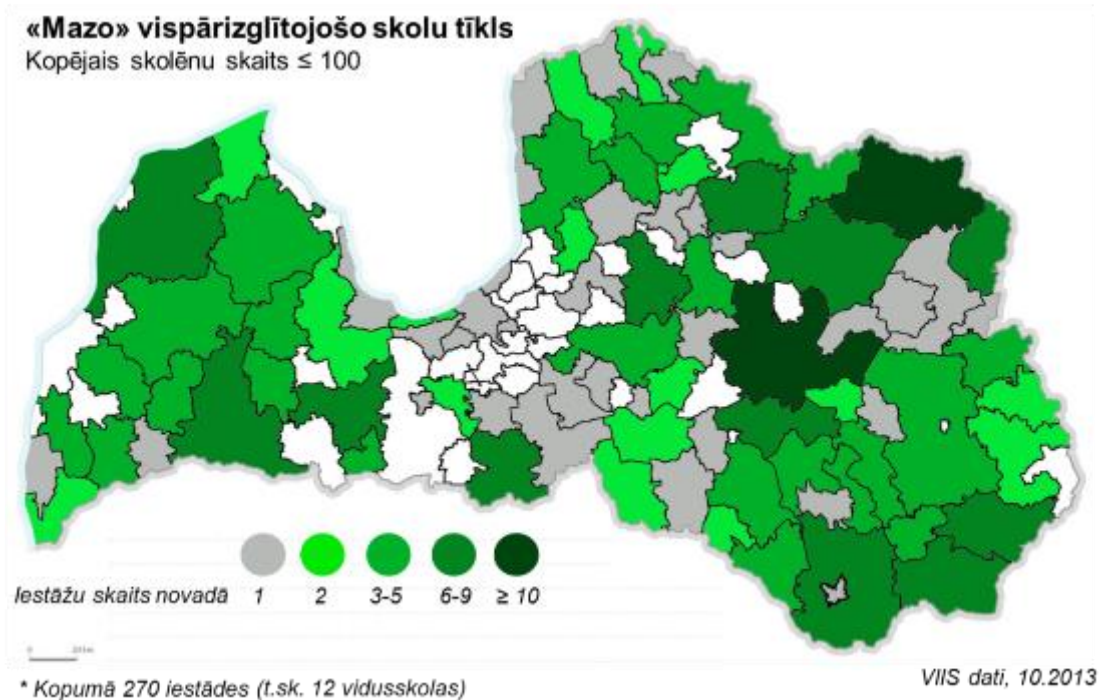 «Mazo» vispārizglītojošo skolu tīkls
Kopējais skolēnu skaits ≤ 100
Iestāžu skaits novadā 1 2 3-5 6-9 ≥ 10
VIIS dati, 10.2013
* Kopumā 270 iestādes (t.sk. 12 vidusskolas)